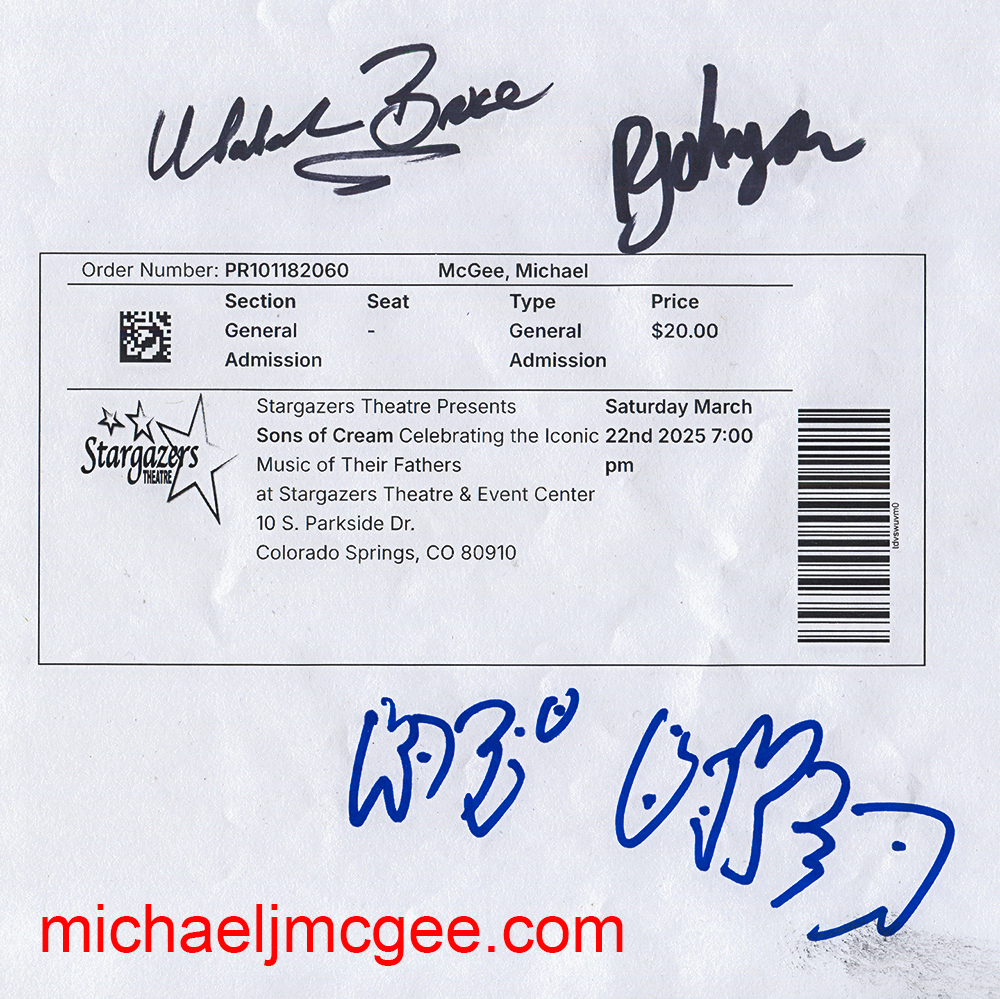 Order Number: PR101182060 McGee, Michael
Section Seat Type Price
General - General $20.00
Admission Admission
Stargazers
THEATRE
Stargazers Theatre Presents Saturday March
Sons of Cream Celebrating the Iconic 22nd 2025 7:00
Music of Their Fathers pm
at Stargazers Theatre & Event Center
10 S. Parkside Dr.
Colorado Springs, CO 80910
michaeljmcgee.com